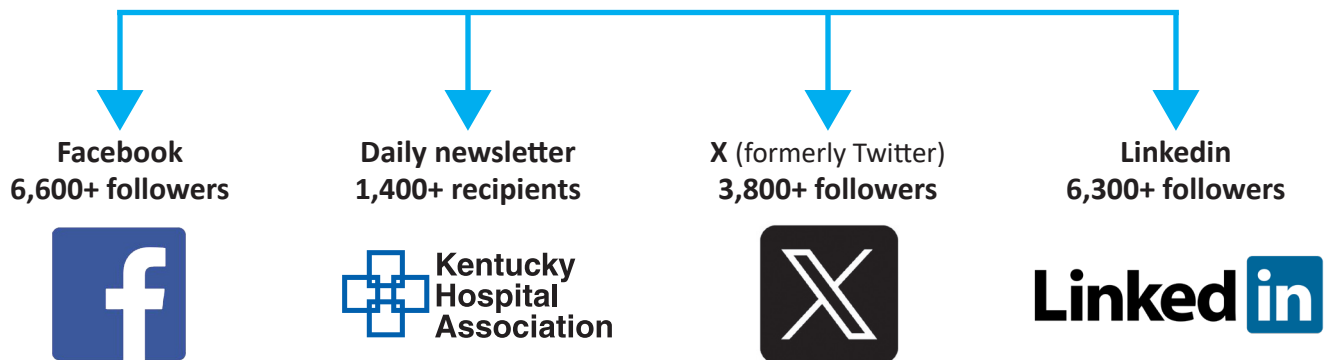 Facebook
6,600+ followers
Daily newsletter
1,400+ recipients
X (formerly Twitter)
3,800+ followers
Linkedin
6,300+ followers
f
Kentucky
Hospital
Association
X
Linked in